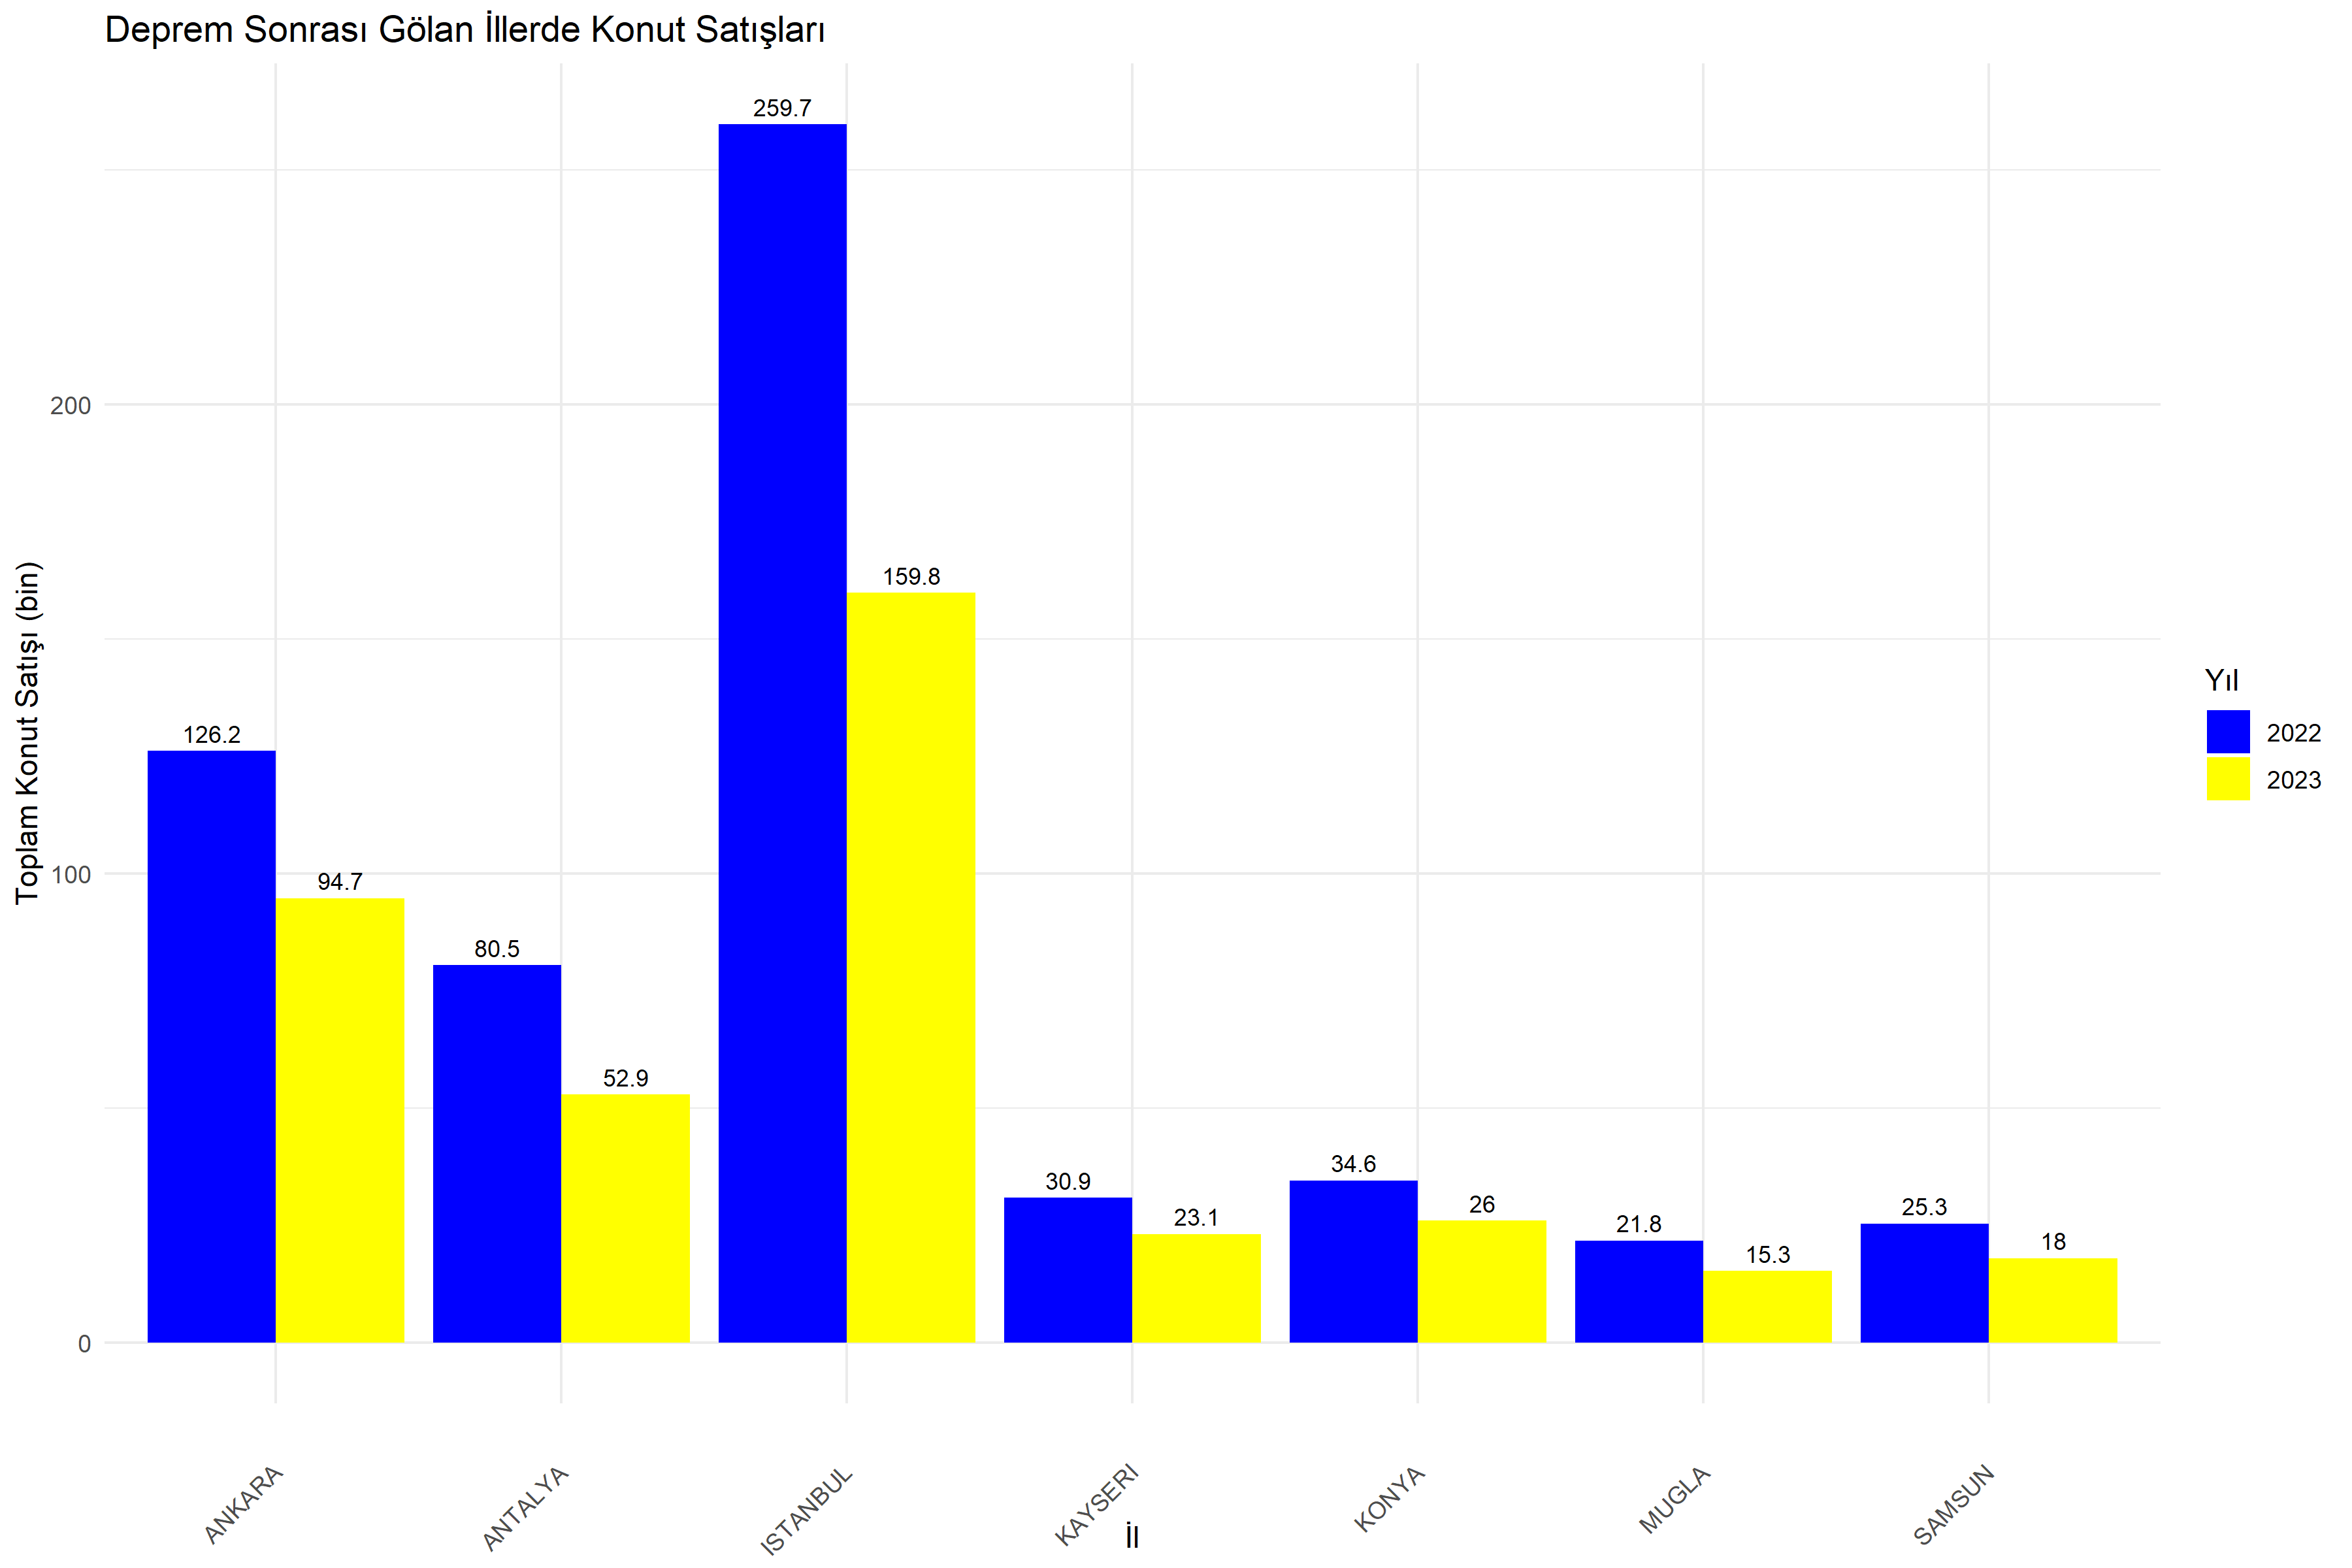 Deprem Sonrası Gölan İllerde Konut Satışları
Toplam Konut Satışı (bin)
200
100
0
126.2
94.7
80.5
52.9
259.7
159.8
30.9
23.1
34.6
26
21.8
15.3
25.3
18
ANKARA
ANTALYA
ISTANBUL
KAYSERI
KONYA
MUGLA
SAMSUN
İl
Yıl
2022
2023